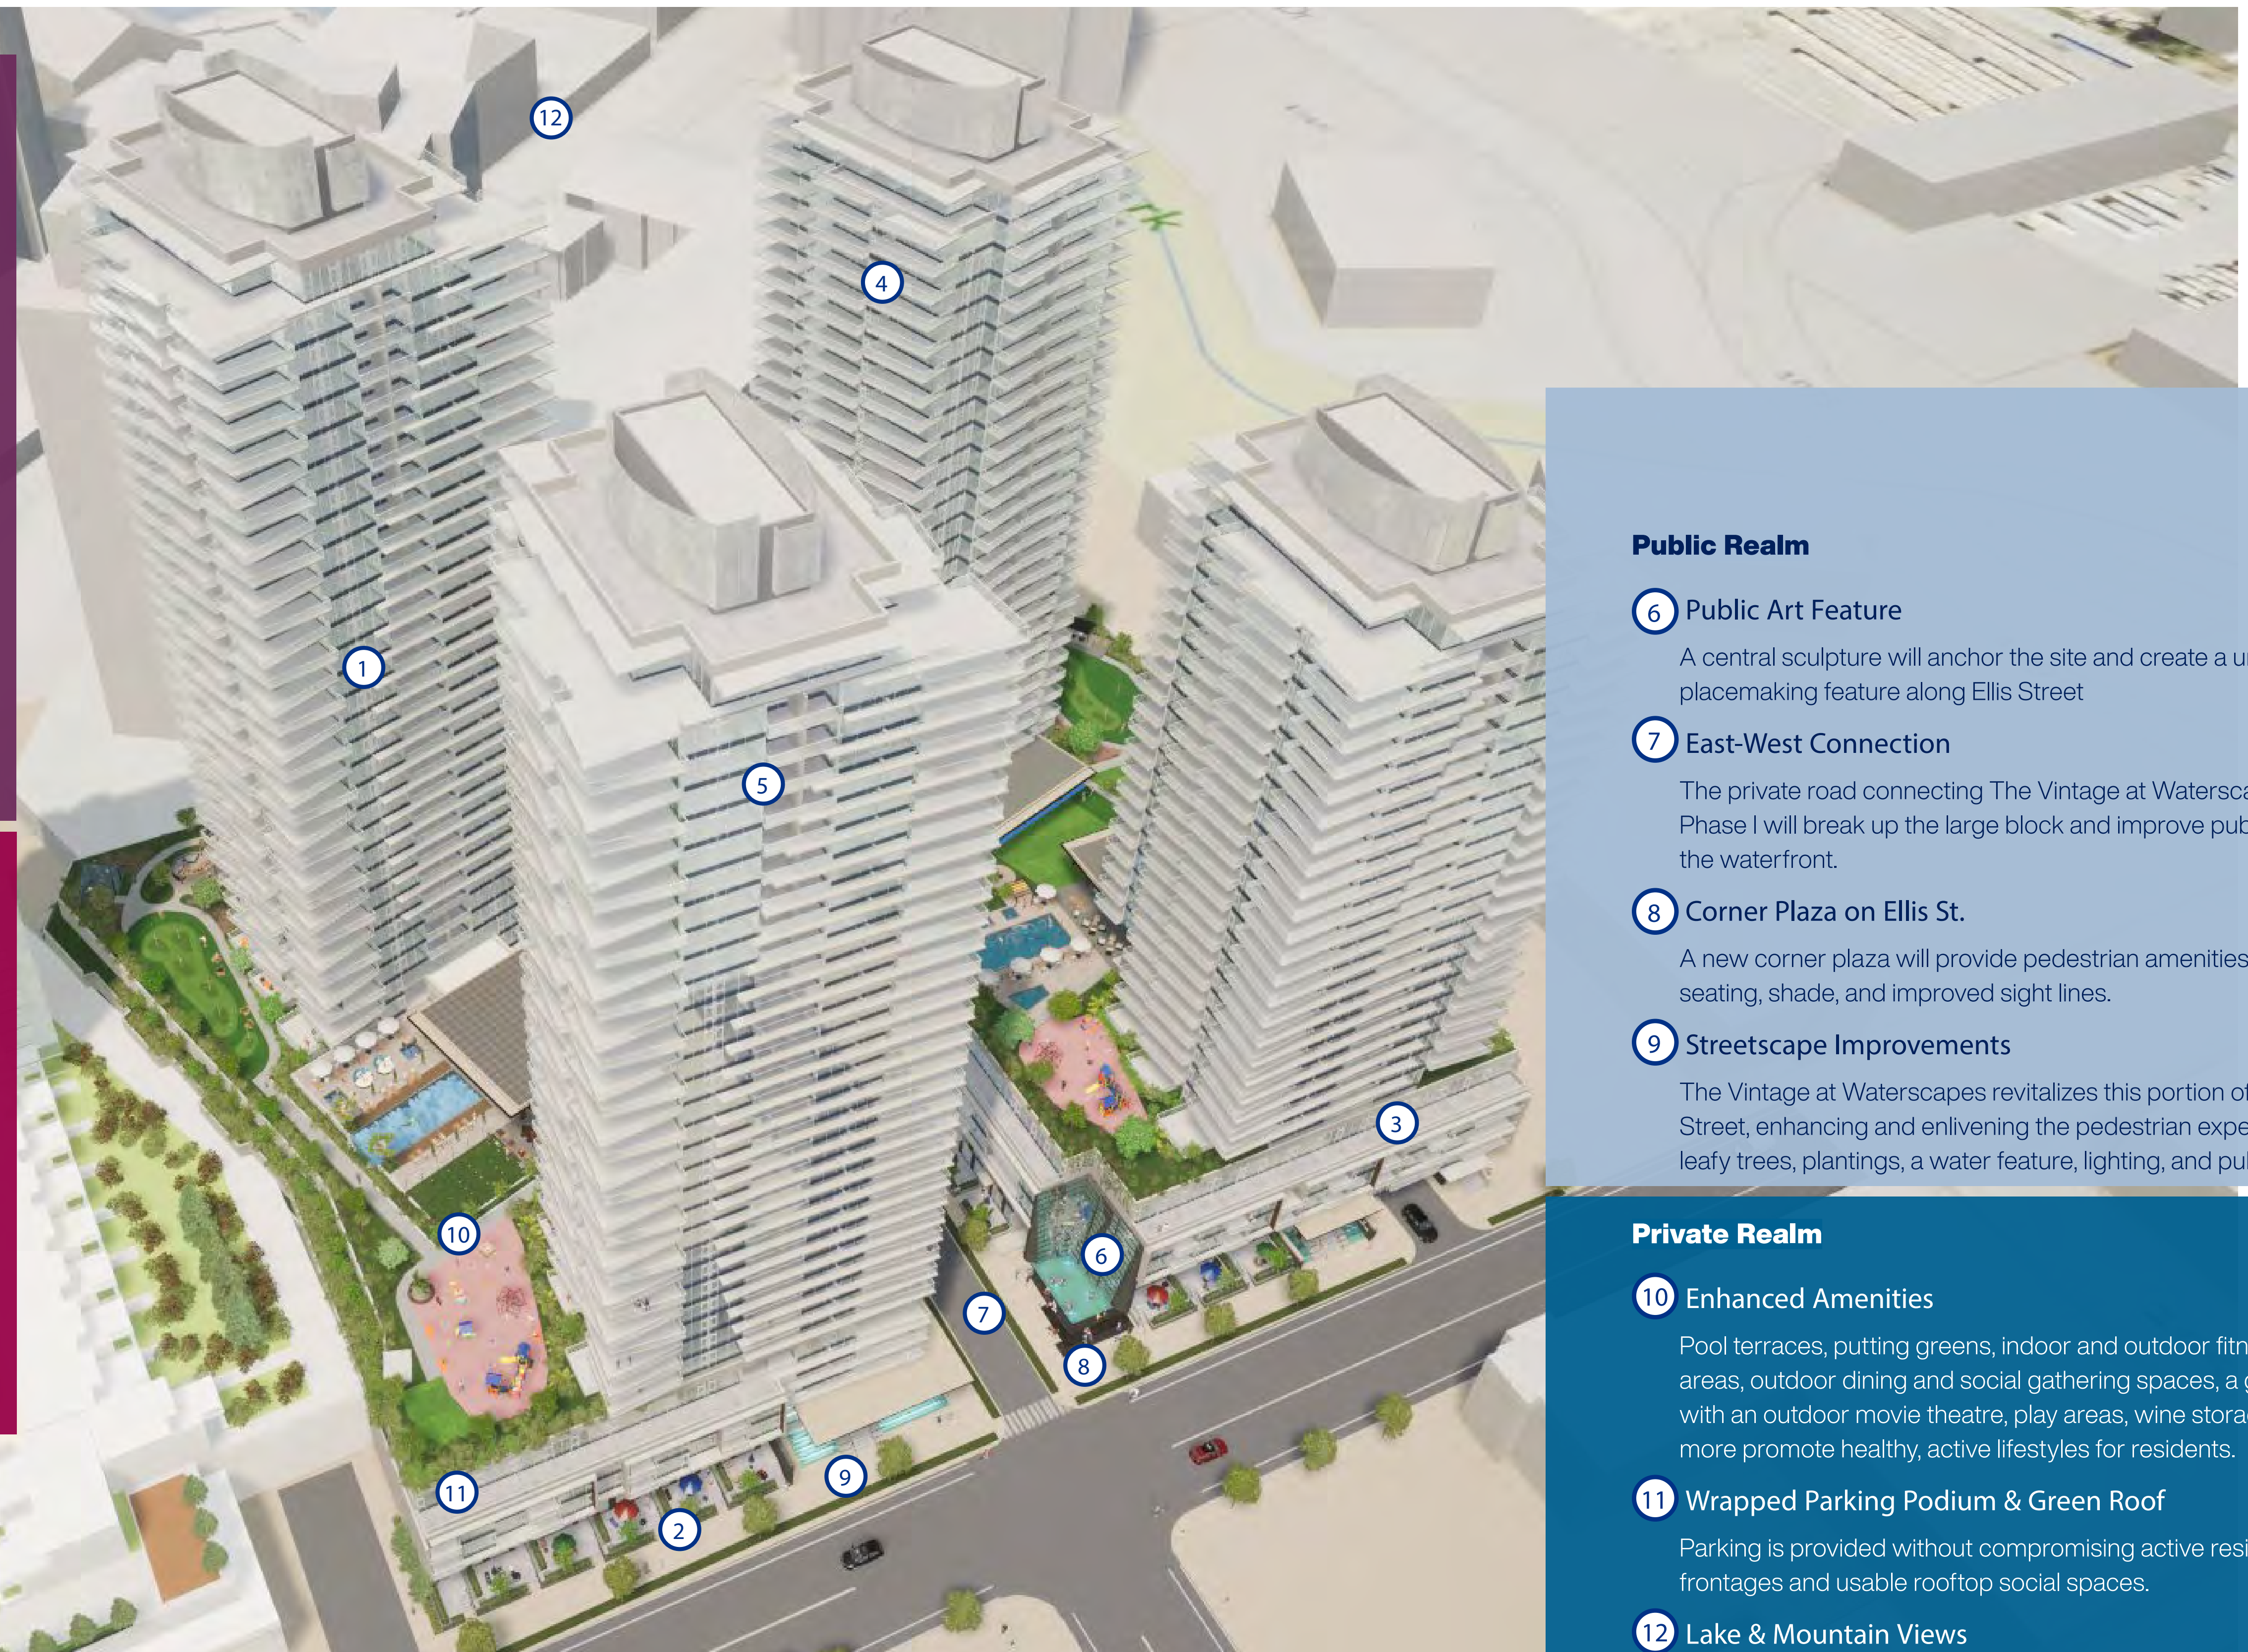 12
4
1
5
3
10
6
7
8
9
11
2
Public Realm
6 Public Art Feature
A central sculpture will anchor the site and create a
placemaking feature along Ellis Street
7 East-West Connection
The private road connecting The Vintage at
Phase I will break up the large block and improve
the waterfront.
8 Corner Plaza on Ellis St.
A new corner plaza will provide pedestrian amenities
seating, shade, and improved sight lines.
9 Streetscape Improvements
The Vintage at Waterscapes revitalizes this portion of
Street, enhancing and enlivening the pedestrian
leafy trees, plantings, a water feature, lighting, and
Private Realm
10 Enhanced Amenities
Pool terraces, putting greens, indoor and outdoor
areas, outdoor dining and social gathering spaces, a
with an outdoor movie theatre, play areas, wine
more promote healthy, active lifestyles for residents.
11 Wrapped Parking Podium & Green Roof
Parking is provided without compromising active
frontages and usable rooftop social spaces.
12 Lake & Mountain Views